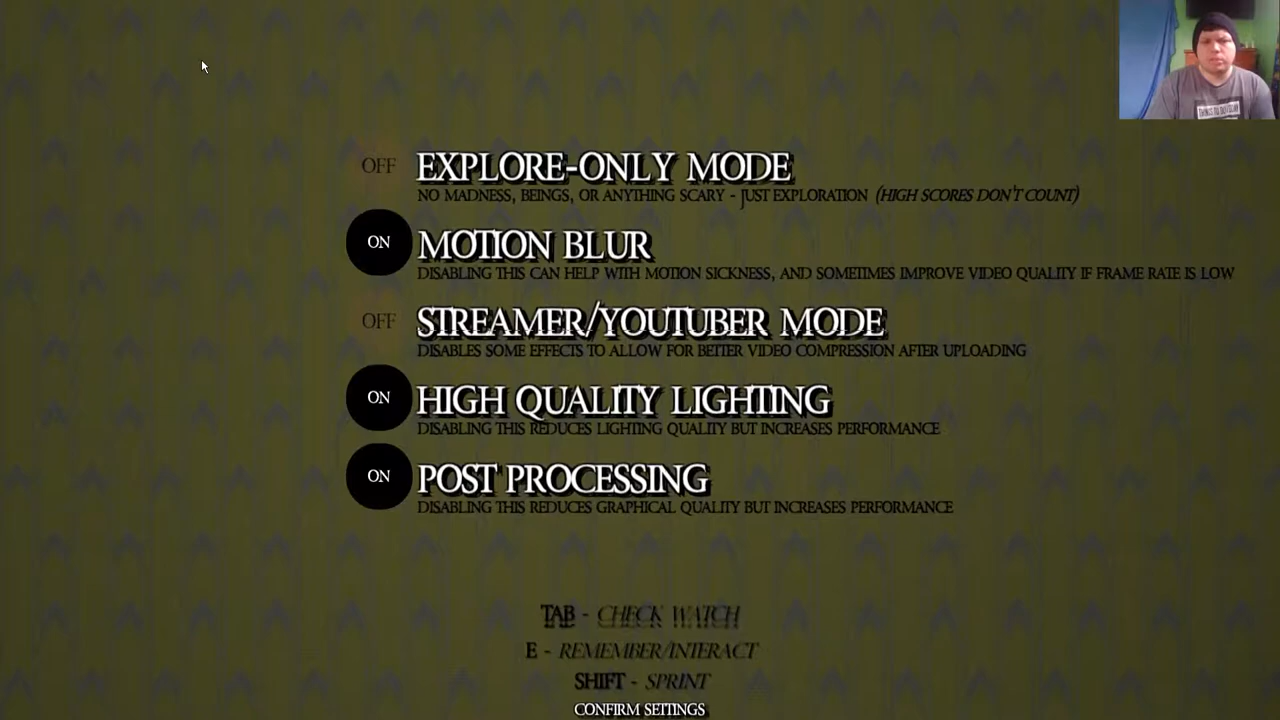 OFF EXPLORE-ONLY MODE
NO MADNESS, BEINGS, OR ANYTHING SCARY - JUST EXPLORATION (HIGH SCORES DON'T COUNT)
ON MOTION BLUR
DISABLING THIS CAN HELP WITH MOTION SICKNESS, AND SOMETIMES IMPROVE VIDEO QUALITY IF FRAME RATE IS LOW
OFF STREAMER/YOUTUBER MODE
DISABLES SOME EFFECTS TO ALLOW FOR BETTER VIDEO COMPRESSION AFTER UPLOADING
ON HIGH QUALITY LIGHTING
DISABLING THIS REDUCES LIGHTING QUALITY BUT INCREASES PERFORMANCE
ON POST PROCESSING
DISABLING THIS REDUCES GRAPHICAL QUALITY BUT INCREASES PERFORMANCE
TAB - CHECK WATCH
E - REMEMBER/INTERACT
SHIFT - SPRINT
CONFIRM SETTINGS